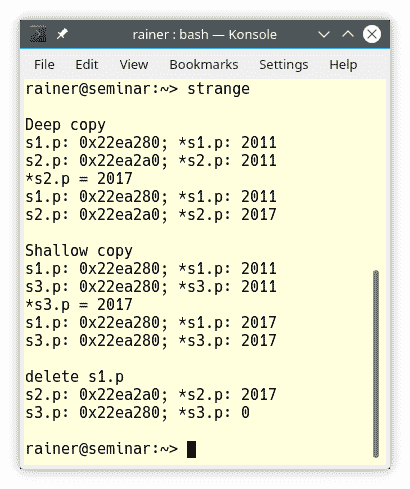 rainer : bash — Konsole
File Edit View Bookmarks Settings Help
rainer@seminar:~> strange
Deep copy
s1.p: 0x22ea280; *s1.p: 2011
s2.p: 0x22ea2a0; *s2.p: 2011
*s2.p = 2017
s1.p: 0x22ea280; *s1.p: 2011
s2.p: 0x22ea2a0; *s2.p: 2017
Shallow copy
s1.p: 0x22ea280; *s1.p: 2011
s3.p: 0x22ea280; *s3.p: 2011
*s3.p = 2017
s1.p: 0x22ea280; *s1.p: 2017
s3.p: 0x22ea280; *s3.p: 2017
delete s1.p
s2.p: 0x22ea2a0; *s2.p: 2017
s3.p: 0x22ea280; *s3.p: 0
rainer@seminar:~>